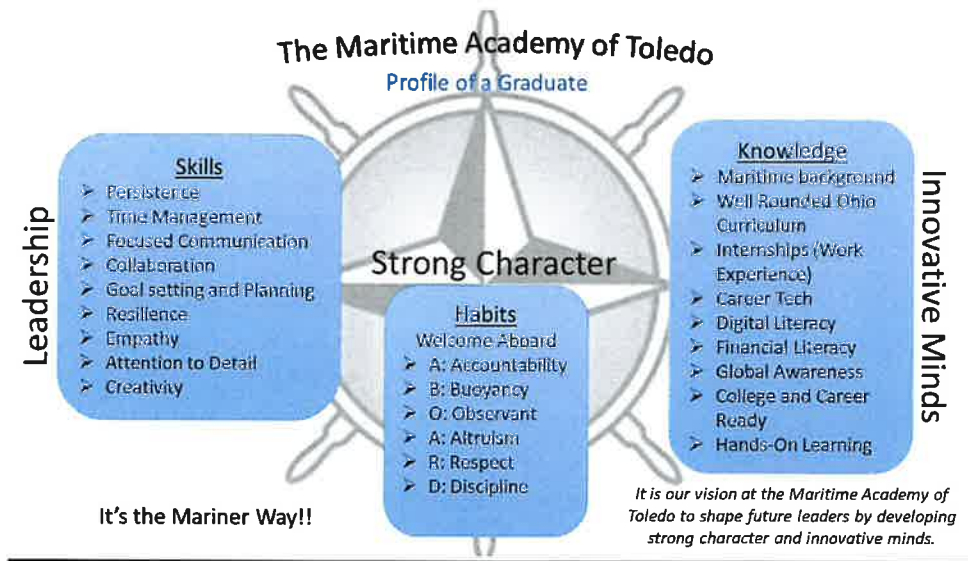 The Maritime Academy of Toledo
Profile of a Graduate
Leadership
Skills
➢ Persistence
➢ Time Management
➢ Focused Communication
➢ Collaboration
➢ Goal setting and Planning
➢ Resilience
➢ Empathy
➢ Attention to Detail
➢ Creativity
Strong Character
Habits
Welcome Aboard
➢ A: Accountability
➢ B: Buoyancy
➢ O: Observant
➢ A: Altruism
➢ R: Respect
➢ D: Discipline
Knowledge
➢ Maritime background
➢ Well Rounded Ohio
Curriculum
➢ Internships (Work
Experience)
➢ Career Tech
➢ Digital Literacy
➢ Financial Literacy
➢ Global Awareness
➢ College and Career
Ready
➢ Hands-On Learning
Innovative Minds
It's the Mariner Way!!
It is our vision at the Maritime Academy of
Toledo to shape future leaders by developing
strong character and innovative minds.